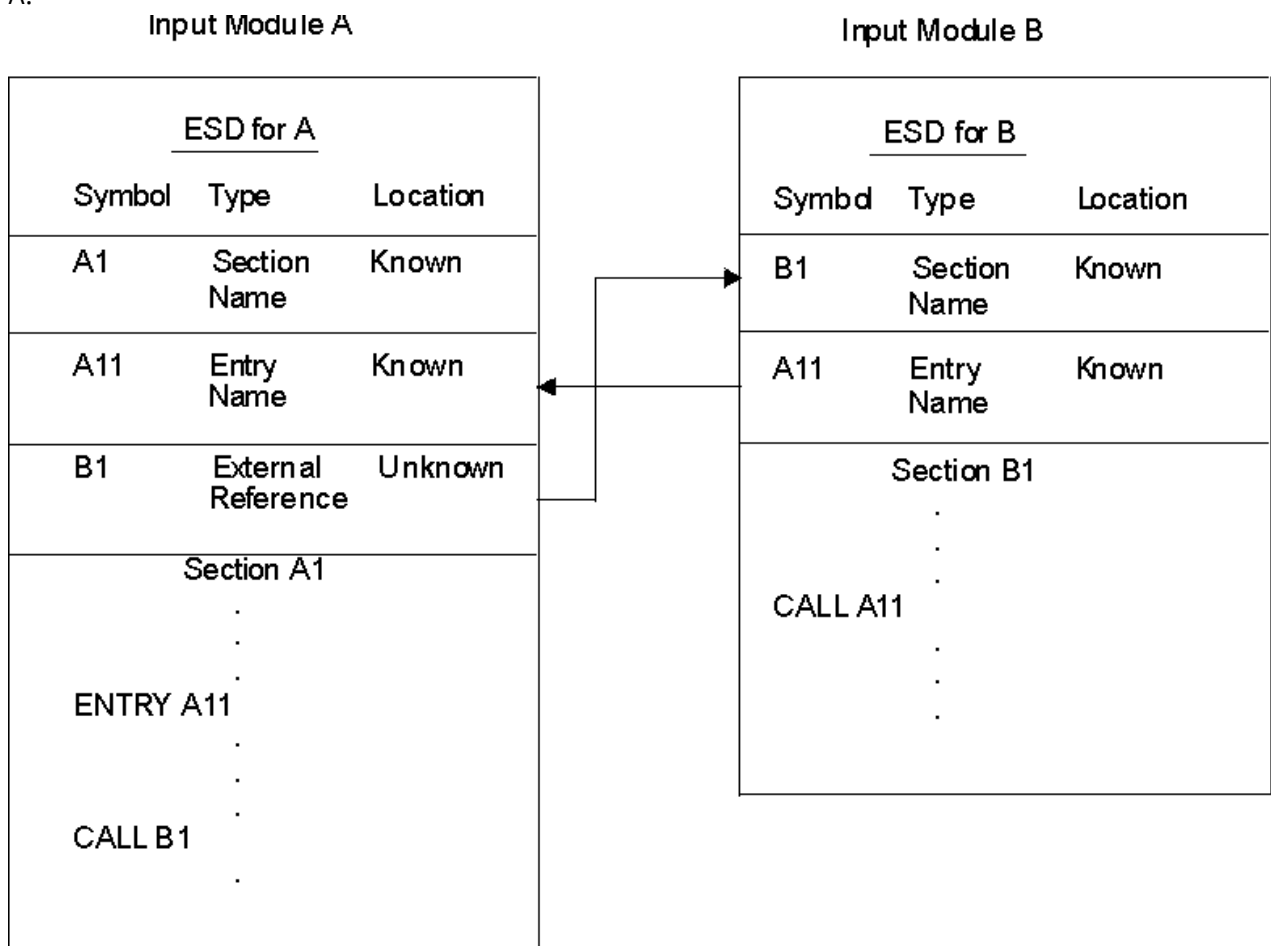 A.
Input Module A
ESD for A
Symbol Type Location
A1 Section Name Known
A11 Entry Name Known
B1 External Reference Unknown
Section A1
.
.
.
ENTRY A11
.
.
.
CALL B1
.
Input Module B
ESD for B
Symbol Type Location
B1 Section Name Known
A11 Entry Name Known
Section B1
.
.
.
CALL A11
.
.
.